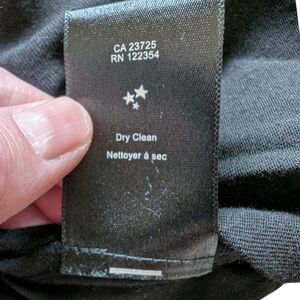 CA 23725
RN 122354
Dry Clean
Nettoyer à sec